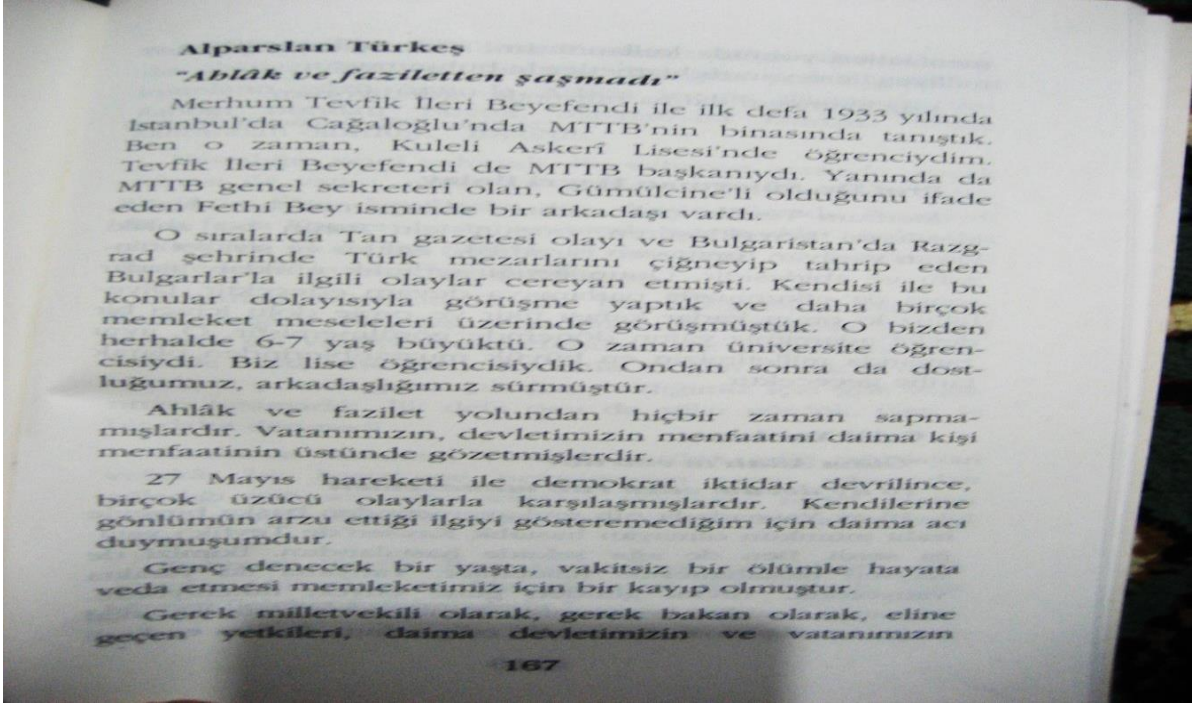 Alparslan Türkeş
"Ahlâk ve faziletten şaşmadı"
Merhum Tevfik İleri Beyefendi ile ilk defa 1933 yılında
İstanbul'da Cağaloğlu'nda MTTB'nin binasında tanıştık.
Ben o zaman, Kuleli Askerî Lisesi'nde öğrenciydim.
Tevfik İleri Beyefendi de MTTB başkanıydı. Yanında da
MTTB genel sekreteri olan, Gümülcine'li olduğunu ifade
eden Fethi Bey isminde bir arkadaşı vardı.
O sıralarda Tan gazetesi olayı ve Bulgaristan'da Razg-
rad şehrinde Türk mezarlarını çiğneyip tahrip eden
Bulgarlar'la ilgili olaylar cereyan etmişti. Kendisi ile bu
konular dolayısıyla görüşme yaptık ve daha birçok
memleket meseleleri üzerinde görüşmüştük. O bizden
herhalde 6-7 yaş büyüktü. O zaman üniversite öğren-
cisiydi. Biz lise öğrencisiydik. Ondan sonra da dost-
luğumuz, arkadaşlığımız sürmüştür.
Ahlâk ve fazilet yolundan hiçbir zaman sapma-
mışlardır. Vatanımızın, devletimizin menfaatini daima kişi
menfaatinin üstünde gözetmişlerdir.
27 Mayıs hareketi ile demokrat iktidar devrilince,
birçok üzücü olaylarla karşılaşmışlardır. Kendilerine
gönlümün arzu ettiği ilgiyi gösteremediğim için daima acı
duymuşumdur.
Genç denecek bir yaşta, vakitsiz bir ölümle hayata
veda etmesi memleketimiz için bir kayıp olmuştur.
Gerek milletvekili olarak, gerek bakan olarak, eline
geçen yetkileri, daima devletimizin ve vatanımızın
167